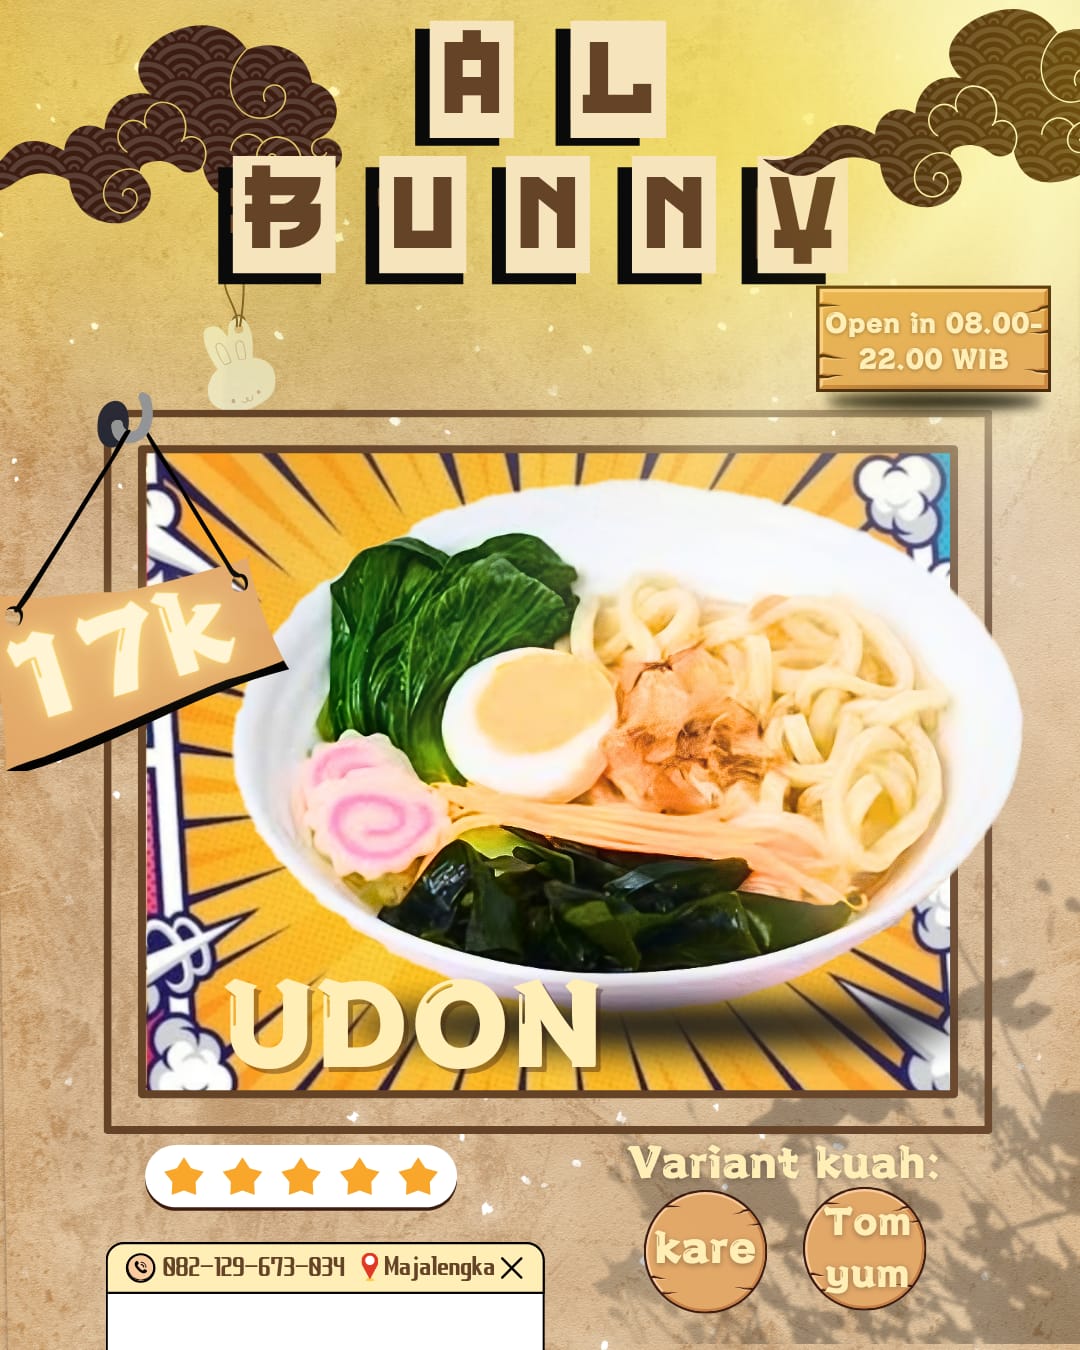 AL
BUNNY
Open in 08.00-
22.00 WIB
17k
UDON
Variant kuah:
kare
Tom
yum
082-129-673-034 Majalengka